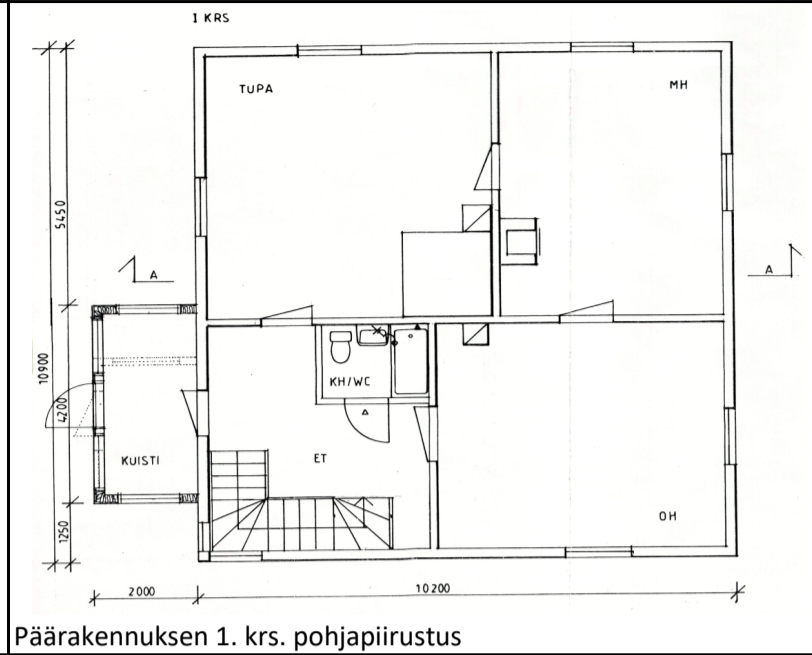 I KRS
TUPA
MH
5450
A
A
10900
KH/WC
4200
KUISTI
ET
OH
1250
2000
10200
Päärakennuksen 1. krs. pohjapiirustus